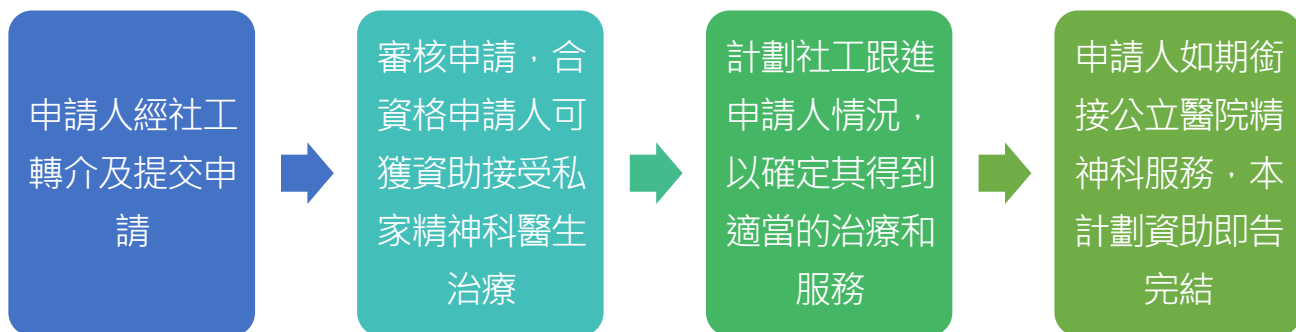 申請人經社工
轉介及提交申
請
審核申請，合
資格申請人可
獲資助接受私
家精神科醫生
治療
計劃社工跟進
申請人情況，
以確定其得到
適當的治療和
服務
申請人如期銜
接公立醫院精
神科服務，本
計劃資助即告
完結